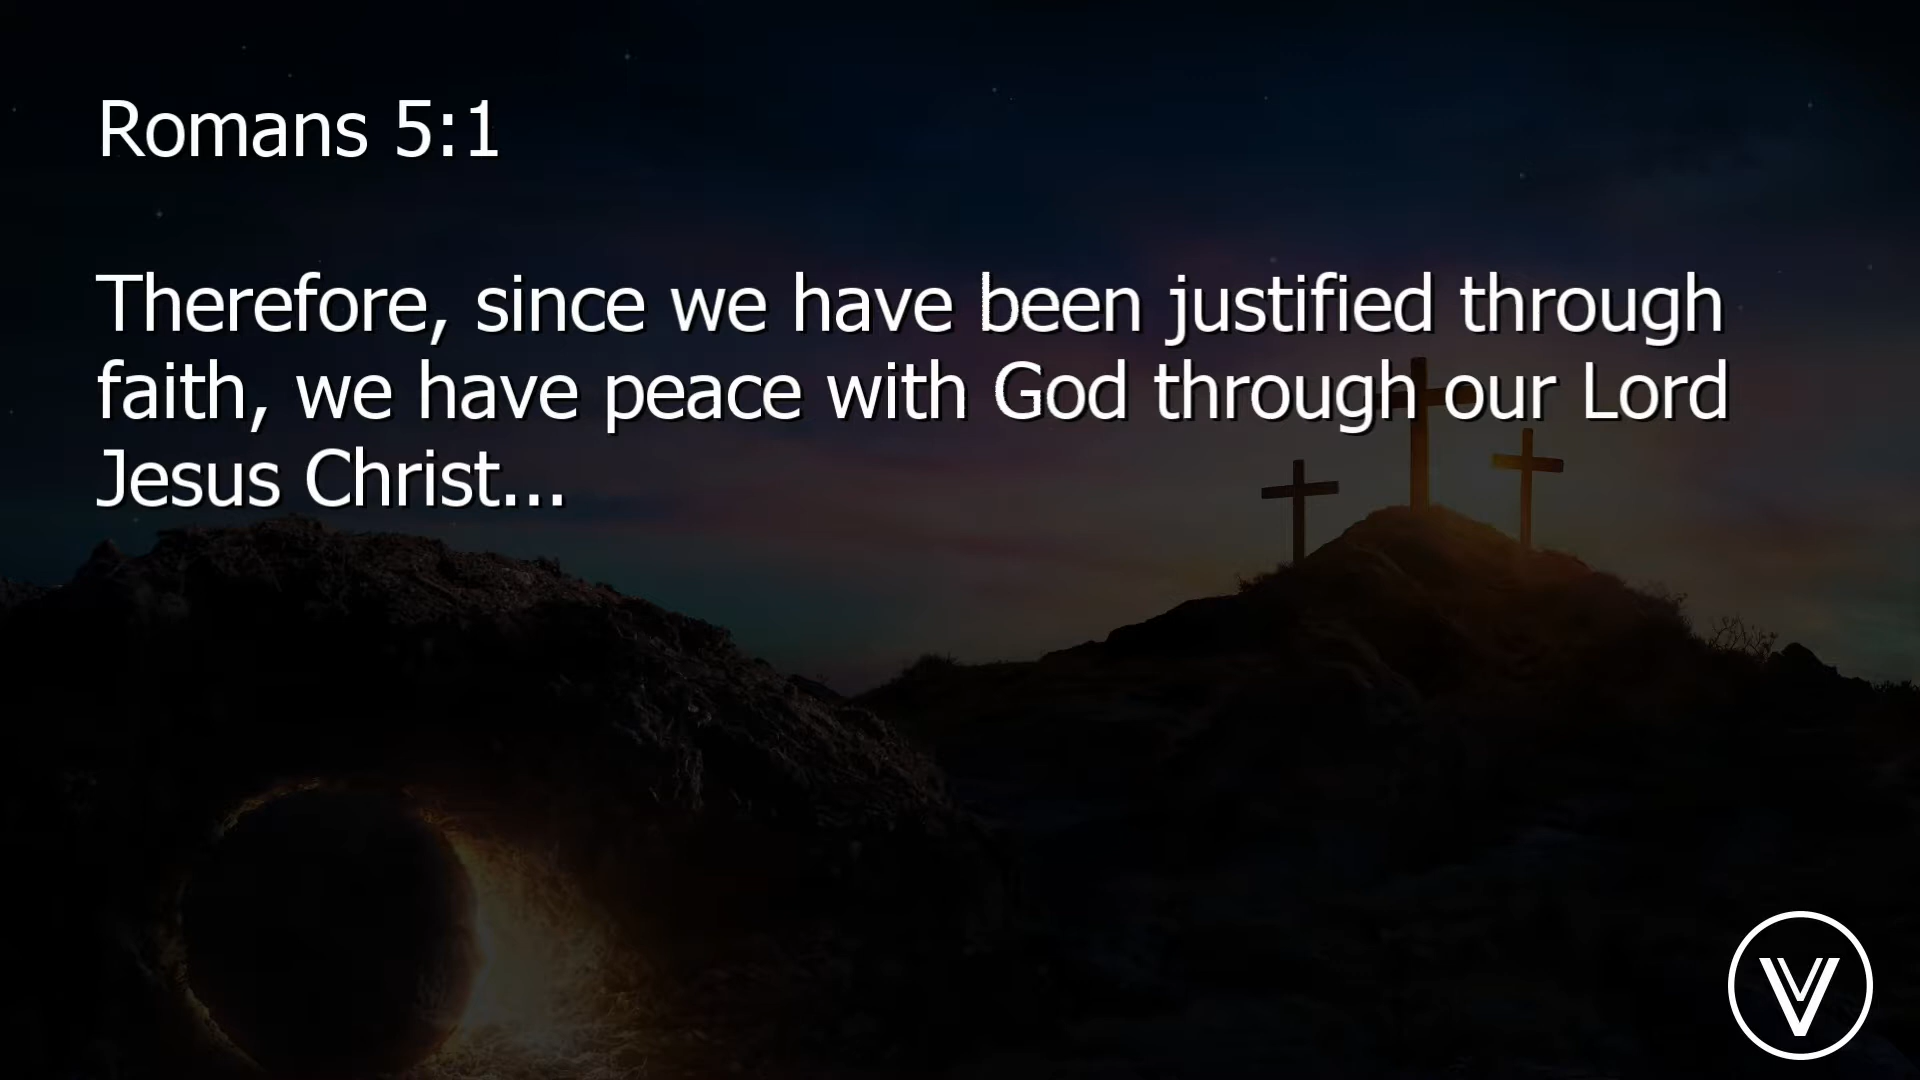 Romans 5:1
Therefore, since we have been justified through
faith, we have peace with God through our Lord
Jesus Christ...